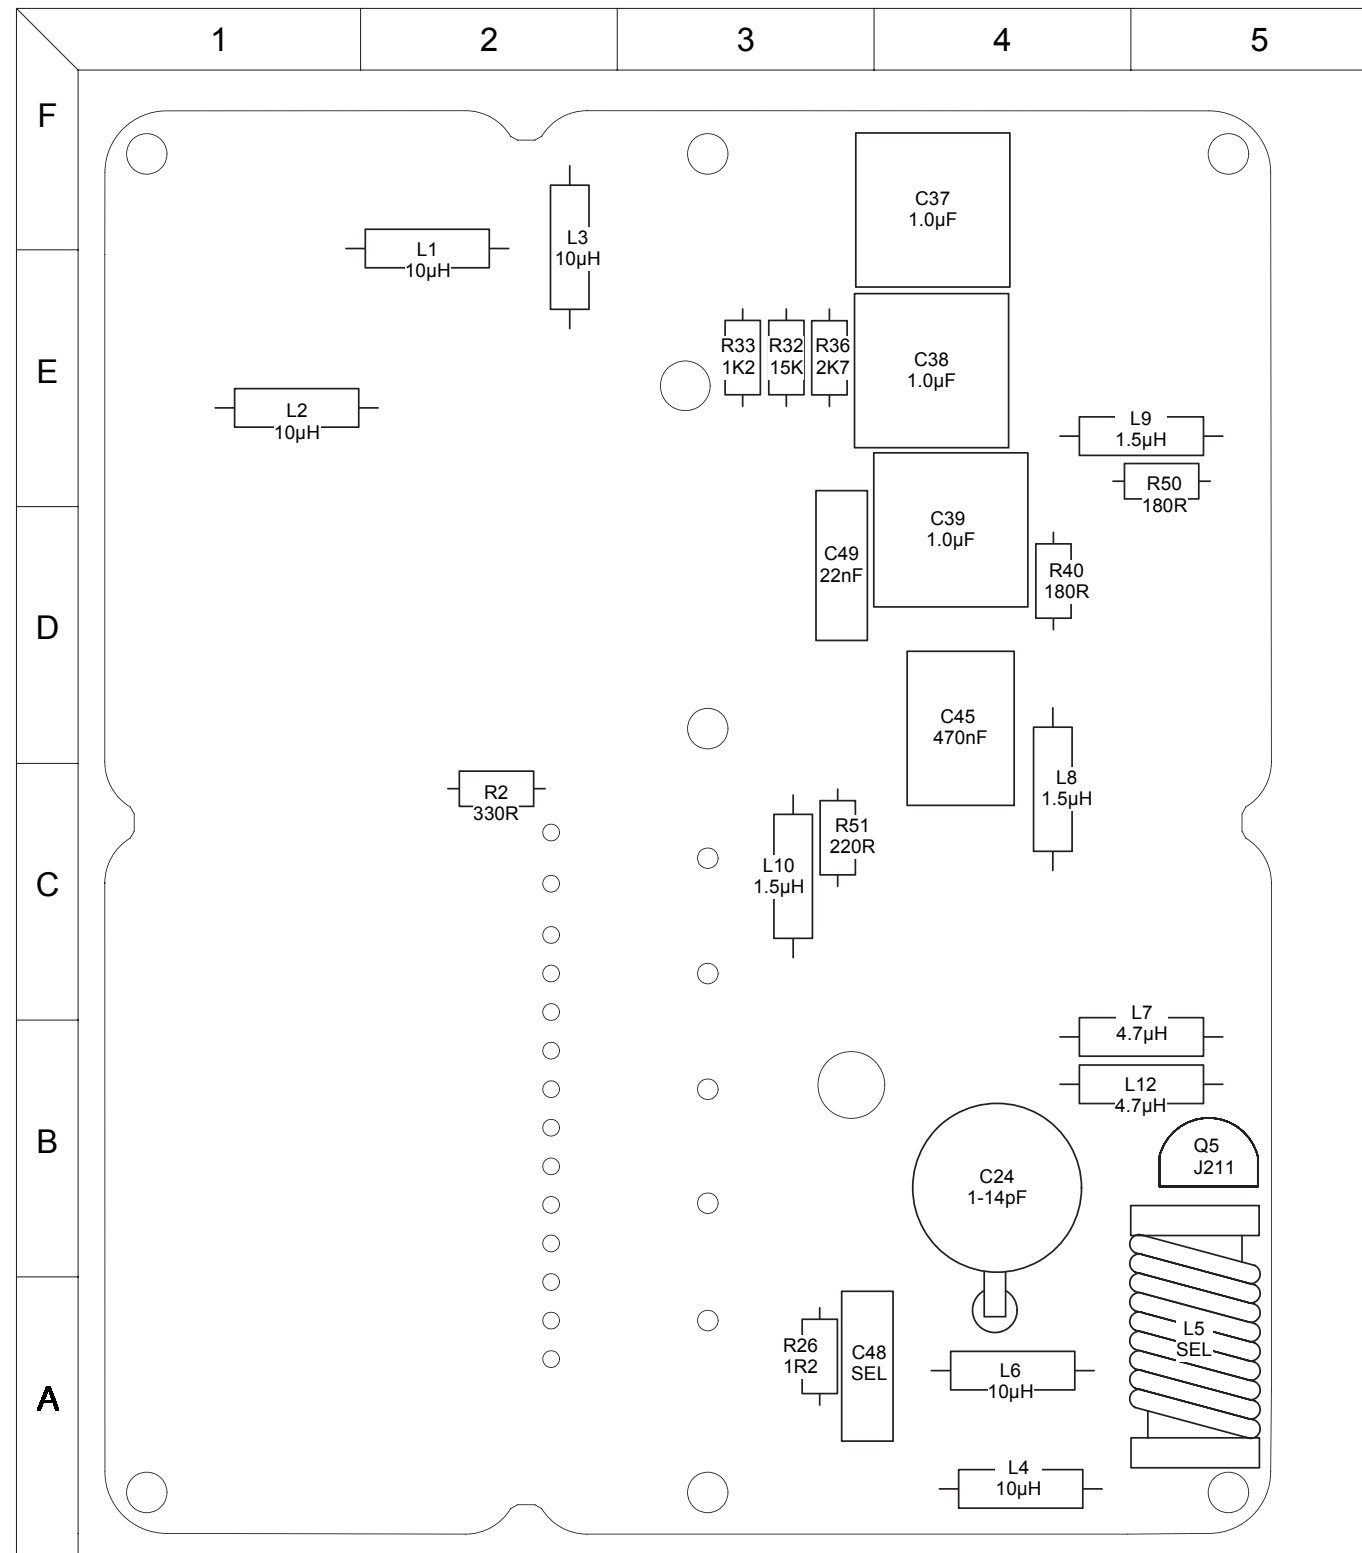 1
2
3
4
5
F
C37
1.0µF
L3
10µH
L1
10µH
E
R33
1K2
R32
15K
R36
2K7
C38
1.0µF
L2
10µH
L9
1.5µH
R50
180R
C39
1.0µF
C49
22nF
R40
180R
D
C45
470nF
L8
1.5µH
R2
330R
R51
220R
L10
1.5µH
C
L7
4.7µH
L12
4.7µH
B
Q5
J211
C24
1-14pF
L5
SEL
R26
1R2
C48
SEL
L6
10µH
A
L4
10µH